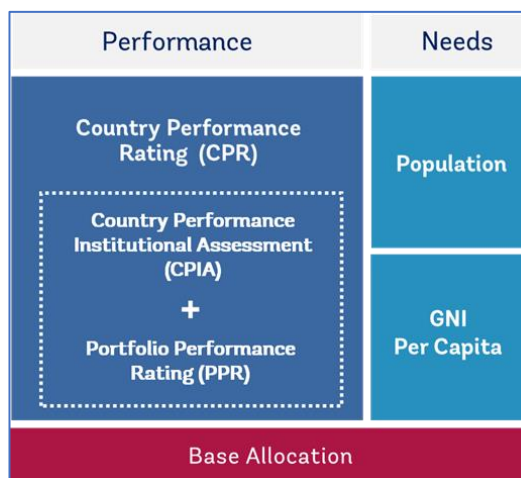 Performance
Needs
Country Performance
Rating (CPR)
Country Performance
Institutional Assessment
(CPIA)
+
Portfolio Performance
Rating (PPR)
Population
GNI
Per Capita
Base Allocation